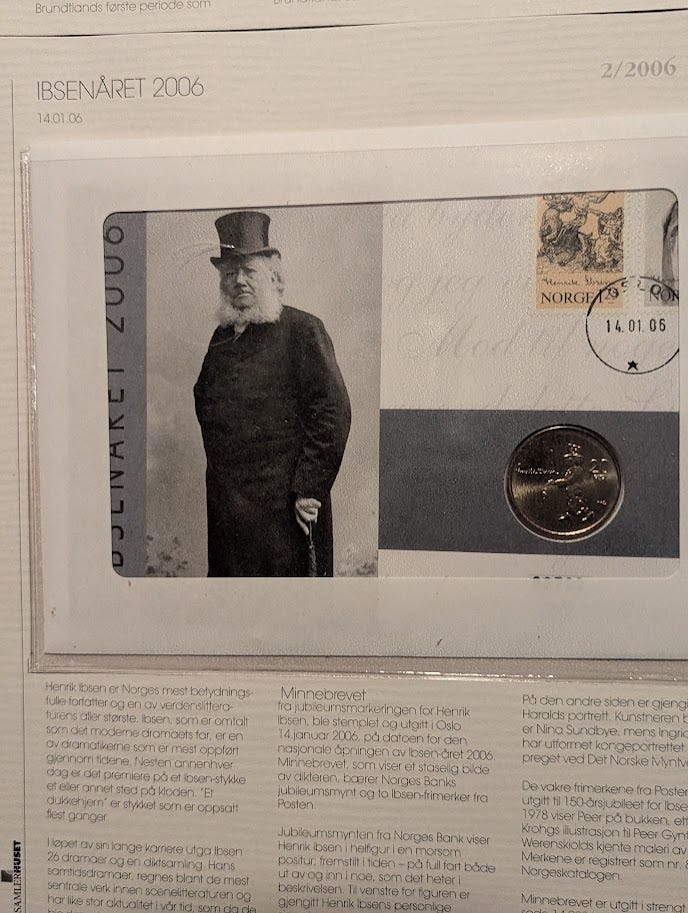 Brundtlands første periode som
2/2006
IBSENÅRET 2006
14.01.06
IBSENÅRET 2006
Henrik Ibsen
NORGE
NOR
OSLO
14.01.06
20
Henrik Ibsen er Norges mest betydnings-
fulle forfatter og en av verdenslittera-
turens aller største. Ibsen, som er omtalt
som det moderne dramaets far, er en
av dramatikerne som er mest oppført
gjennom tidene. Nesten annenhver
dag er det premiere på et Ibsen-stykke
et eller annet sted på kloden. "Et
dukkehjem" er stykket som er oppsatt
flest ganger.
I løpet av sin lange karriere utga Ibsen
26 dramaer og en diktsamling. Hans
samtidsdramaer, regnes blant de mest
sentrale verk innen scenelitteraturen og
har like stor aktualitet i vår tid, som da de
Minnebrevet
fra jubileumsmarkeringen for Henrik
Ibsen, ble stemplet og utgitt i Oslo
14.januar 2006, på datoen for den
nasjonale åpningen av Ibsen-året 2006.
Minnebrevet, som viser et staselig bilde
av dikteren, bærer Norges Banks
jubileumsmynt og to Ibsen-frimerker fra
Posten.
Jubileumsmynten fra Norges Bank viser
Henrik Ibsen i helfigur i en morsom
positur, fremstilt i tiden – på full fart både
ut av og inn i noe, som det heter i
beskrivelsen. Til venstre for figuren er
gjengitt Henrik Ibsens personlige
På den andre siden er gjengi
Haralds portrett. Kunstneren b
er Nina Sundbye, mens Ingrid
har utformet kongeportrettet
preget ved Det Norske Myntve
De vakre frimerkene fra Poster
utgitt til 150-årsjubileet for Ibse
1978 viser Peer på bukken, ett
Krohgs illustrasjon til Peer Gynt
Werenskiolds kjente maleri av
Merkene er registrert som nr. 8
Norgeskatalogen.
Minnebrevet er utgitt i strengt
SAMLERHUSET